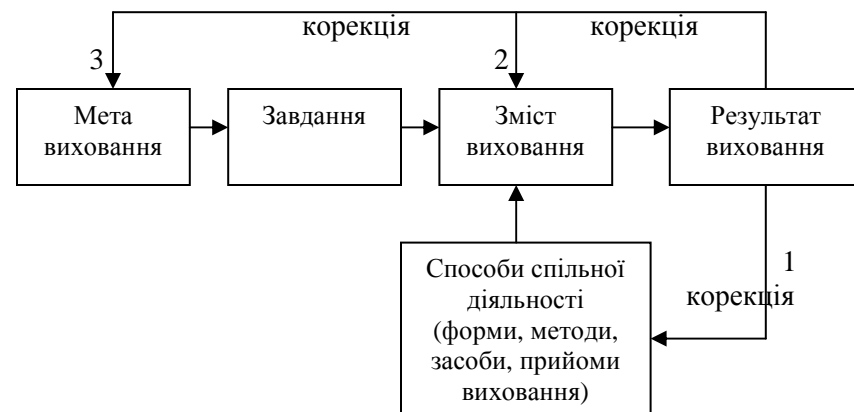 корекція
корекція
3
2
Мета
виховання
Завдання
Зміст
виховання
Результат
виховання
Способи спільної
діяльності
(форми, методи,
засоби, прийоми
виховання)
1
корекція